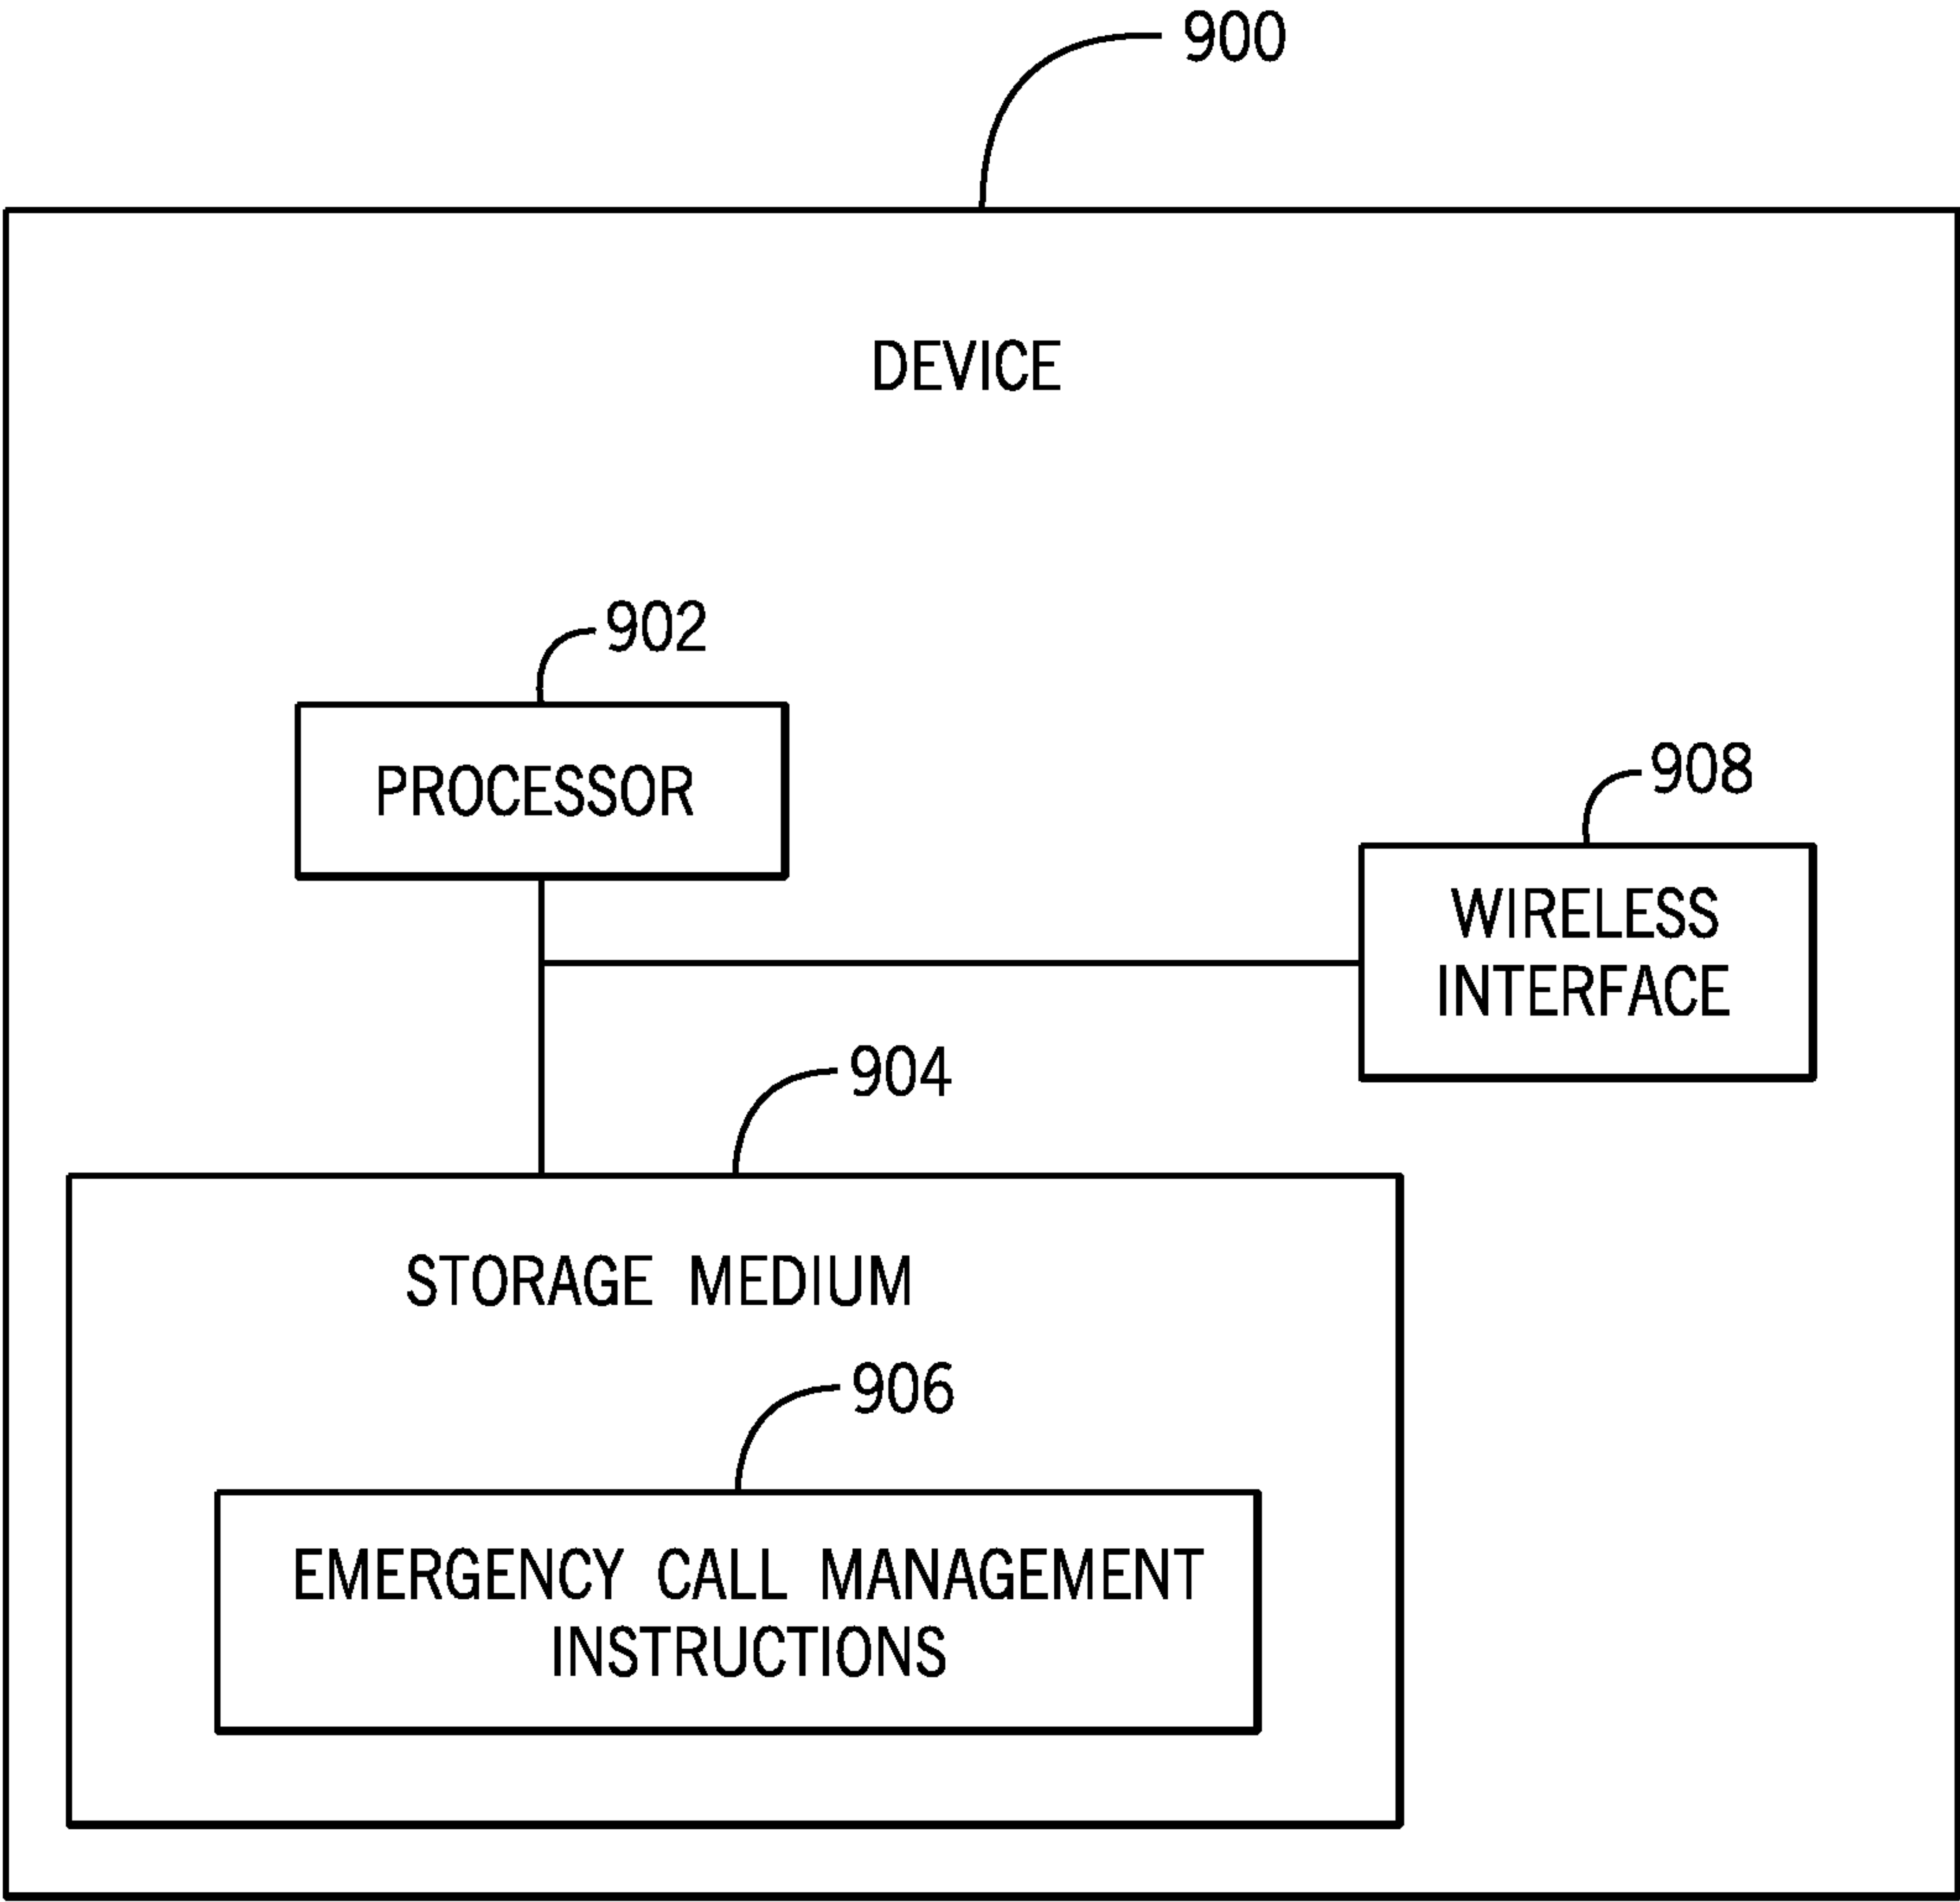 900
DEVICE
902
PROCESSOR
908
WIRELESS
INTERFACE
904
STORAGE MEDIUM
906
EMERGENCY CALL MANAGEMENT
INSTRUCTIONS